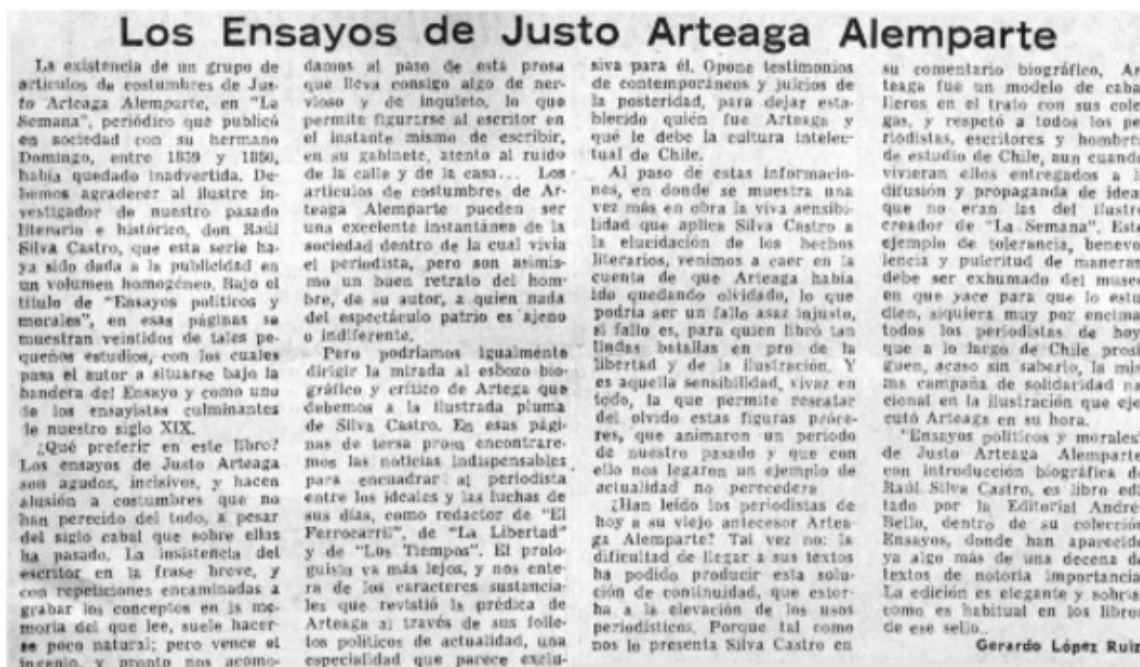 Los Ensayos de Justo Arteaga Alemparte
La existencia de un grupo de
artículos de costumbres de Jus-
to Arteaga Alemparte, en "La
Semana", periódico que publicó
en sociedad con su hermano
Domingo, entre 1859 y 1860,
había quedado inadvertida. De-
bemos agradecer al ilustre in-
vestigador de nuestro pasado
literario e histórico, don Raúl
Silva Castro, que esta serie ha-
ya sido dada a la publicidad en
un volumen homogéneo. Bajo el
título de "Ensayos políticos y
morales", en esas páginas se
muestran veintidos de tales pe-
queños estudios, con los cuales
pasa el autor a situarse bajo la
bandera del Ensayo y como uno
de los ensayistas culminantes
de nuestro siglo XIX.
¿Qué preferir en este libro?
Los ensayos de Justo Arteaga
son agudos, incisivos, y hacen
alusión a costumbres que no
han perecido del todo, a pesar
del siglo cabal que sobre ellas
ha pasado. La insistencia del
escritor en la frase breve, y
con repeticiones encaminadas a
grabar los conceptos en la me-
moria del que lee, suele hacer-
se poco natural; pero vence el
ingenio, y pronto nos acomo-
damos al paso de esta prosa
que lleva consigo algo de ner-
vioso y de inquieto, lo que
permite figurarse al escritor en
el instante mismo de escribir,
en su gabinete, atento al ruido
de la calle y de la casa... Los
artículos de costumbres de Ar-
teaga Alemparte pueden ser
una excelente instantánea de la
sociedad dentro de la cual vivía
el periodista, pero son asimis-
mo un buen retrato del hom-
bre, de su autor, a quien nada
del espectáculo patrio es ajeno
o indiferente.
Pero podríamos igualmente
dirigir la mirada al esbozo bio-
gráfico y crítico de Artega que
debemos a la ilustrada pluma
de Silva Castro. En esas pági-
nas de tersa prosa encontrare-
mos las noticias indispensables
para encuadrar al periodista
entre los ideales y las luchas de
sus días, como redactor de "El
Ferrocarril", de "La Libertad"
y de "Los Tiempos". El prolo-
guista va más lejos, y nos ente-
ra de los caracteres sustancia-
les que revistió la prédica de
Arteaga al través de sus folle-
tos políticos de actualidad, una
especialidad que parece exclu-
siva para él. Opone testimonios
de contemporáneos y juicios de
la posteridad, para dejar esta-
blecido quién fue Arteaga y
qué le debe la cultura intelec-
tual de Chile.
Al paso de estas informacio-
nes, en donde se muestra una
vez más en obra la viva sensibi-
lidad que aplica Silva Castro a
la elucidación de los hechos
literarios, venimos a caer en la
cuenta de que Arteaga había
ido quedando olvidado, lo que
podría ser un fallo asaz injusto,
si fallo es, para quien libró tan
lindas batallas en pro de la
libertad y de la ilustración. Y
es aquella sensibilidad, vivaz en
todo, la que permite rescatar
del olvido estas figuras próce-
res, que animaron un período
de nuestro pasado y que con
ello nos legaron un ejemplo de
actualidad no perecedera
¿Han leído los periodistas de
hoy a su viejo antecesor Artea-
ga Alemparte? Tal vez no: la
dificultad de llegar a sus textos
ha podido producir esta solu-
ción de continuidad, que estor-
ba a la elevación de los usos
periodísticos. Porque tal como
nos lo presenta Silva Castro en
su comentario biográfico, Ar
teaga fue un modelo de caba
lleros en el trato con sus cole
gas, y respetó a todos los pe
riodistas, escritores y hombres
de estudio de Chile, aun cuando
vivieran ellos entregados a l
difusión y propaganda de idea
que no eran las del ilustre
creador de "La Semana". Este
ejemplo de tolerancia, benevo
lencia y pulcritud de maneras
debe ser exhumado del museo
en que yace para que lo estu
dien, siquiera muy por encima
todos los periodistas de hoy
que a lo largo de Chile prosi
guen, acaso sin saberlo, la mis
ma campaña de solidaridad na
cional en la ilustración que eje
cutó Arteaga en su hora.
"Ensayos políticos y morales
de Justo Arteaga Alemparte
con introducción biográfica d
Raúl Silva Castro, es libro edi
tado por la Editorial André
Bello, dentro de su colección
Ensayos, donde han aparecido
ya algo más de una decena de
textos de notoria importancia
La edición es elegante y sobria
como es habitual en los libros
de ese sello..
Gerardo López Ruiz